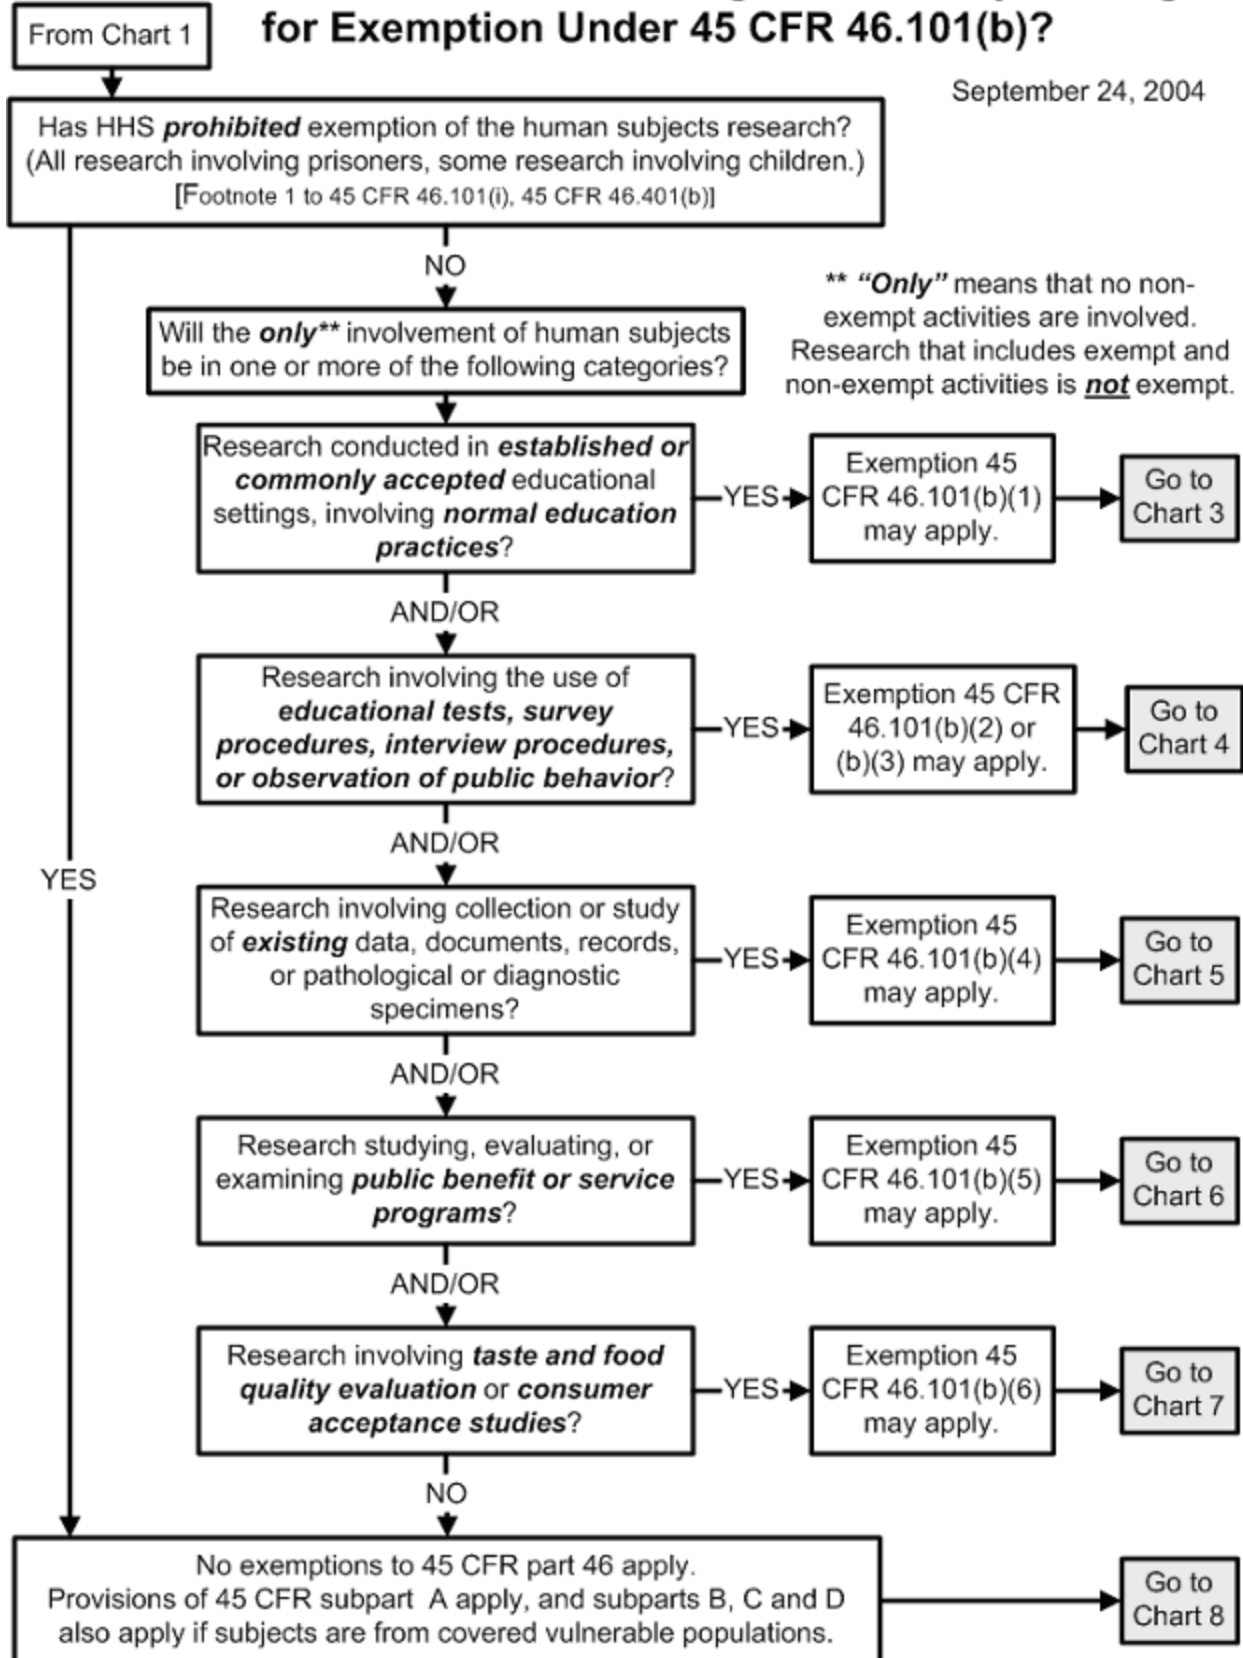 From Chart 1
for Exemption Under 45 CFR 46.101(b)?
September 24, 2004
Has HHS prohibited exemption of the human subjects research?
(All research involving prisoners, some research involving children.)
[Footnote 1 to 45 CFR 46.101(i), 45 CFR 46.401(b)]
NO
** “Only” means that no non-
exempt activities are involved.
Research that includes exempt and
non-exempt activities is not exempt.
Will the only** involvement of human subjects
be in one or more of the following categories?
Research conducted in established or
commonly accepted educational
settings, involving normal education
practices?
YES
Exemption 45
CFR 46.101(b)(1)
may apply.
Go to
Chart 3
AND/OR
Research involving the use of
educational tests, survey
procedures, interview procedures,
or observation of public behavior?
YES
Exemption 45 CFR
46.101(b)(2) or
(b)(3) may apply.
Go to
Chart 4
AND/OR
YES
Research involving collection or study
of existing data, documents, records,
or pathological or diagnostic
specimens?
YES
Exemption 45
CFR 46.101(b)(4)
may apply.
Go to
Chart 5
AND/OR
Research studying, evaluating, or
examining public benefit or service
programs?
YES
Exemption 45
CFR 46.101(b)(5)
may apply.
Go to
Chart 6
AND/OR
Research involving taste and food
quality evaluation or consumer
acceptance studies?
YES
Exemption 45
CFR 46.101(b)(6)
may apply.
Go to
Chart 7
NO
No exemptions to 45 CFR part 46 apply.
Provisions of 45 CFR subpart A apply, and subparts B, C and D
also apply if subjects are from covered vulnerable populations.
Go to
Chart 8